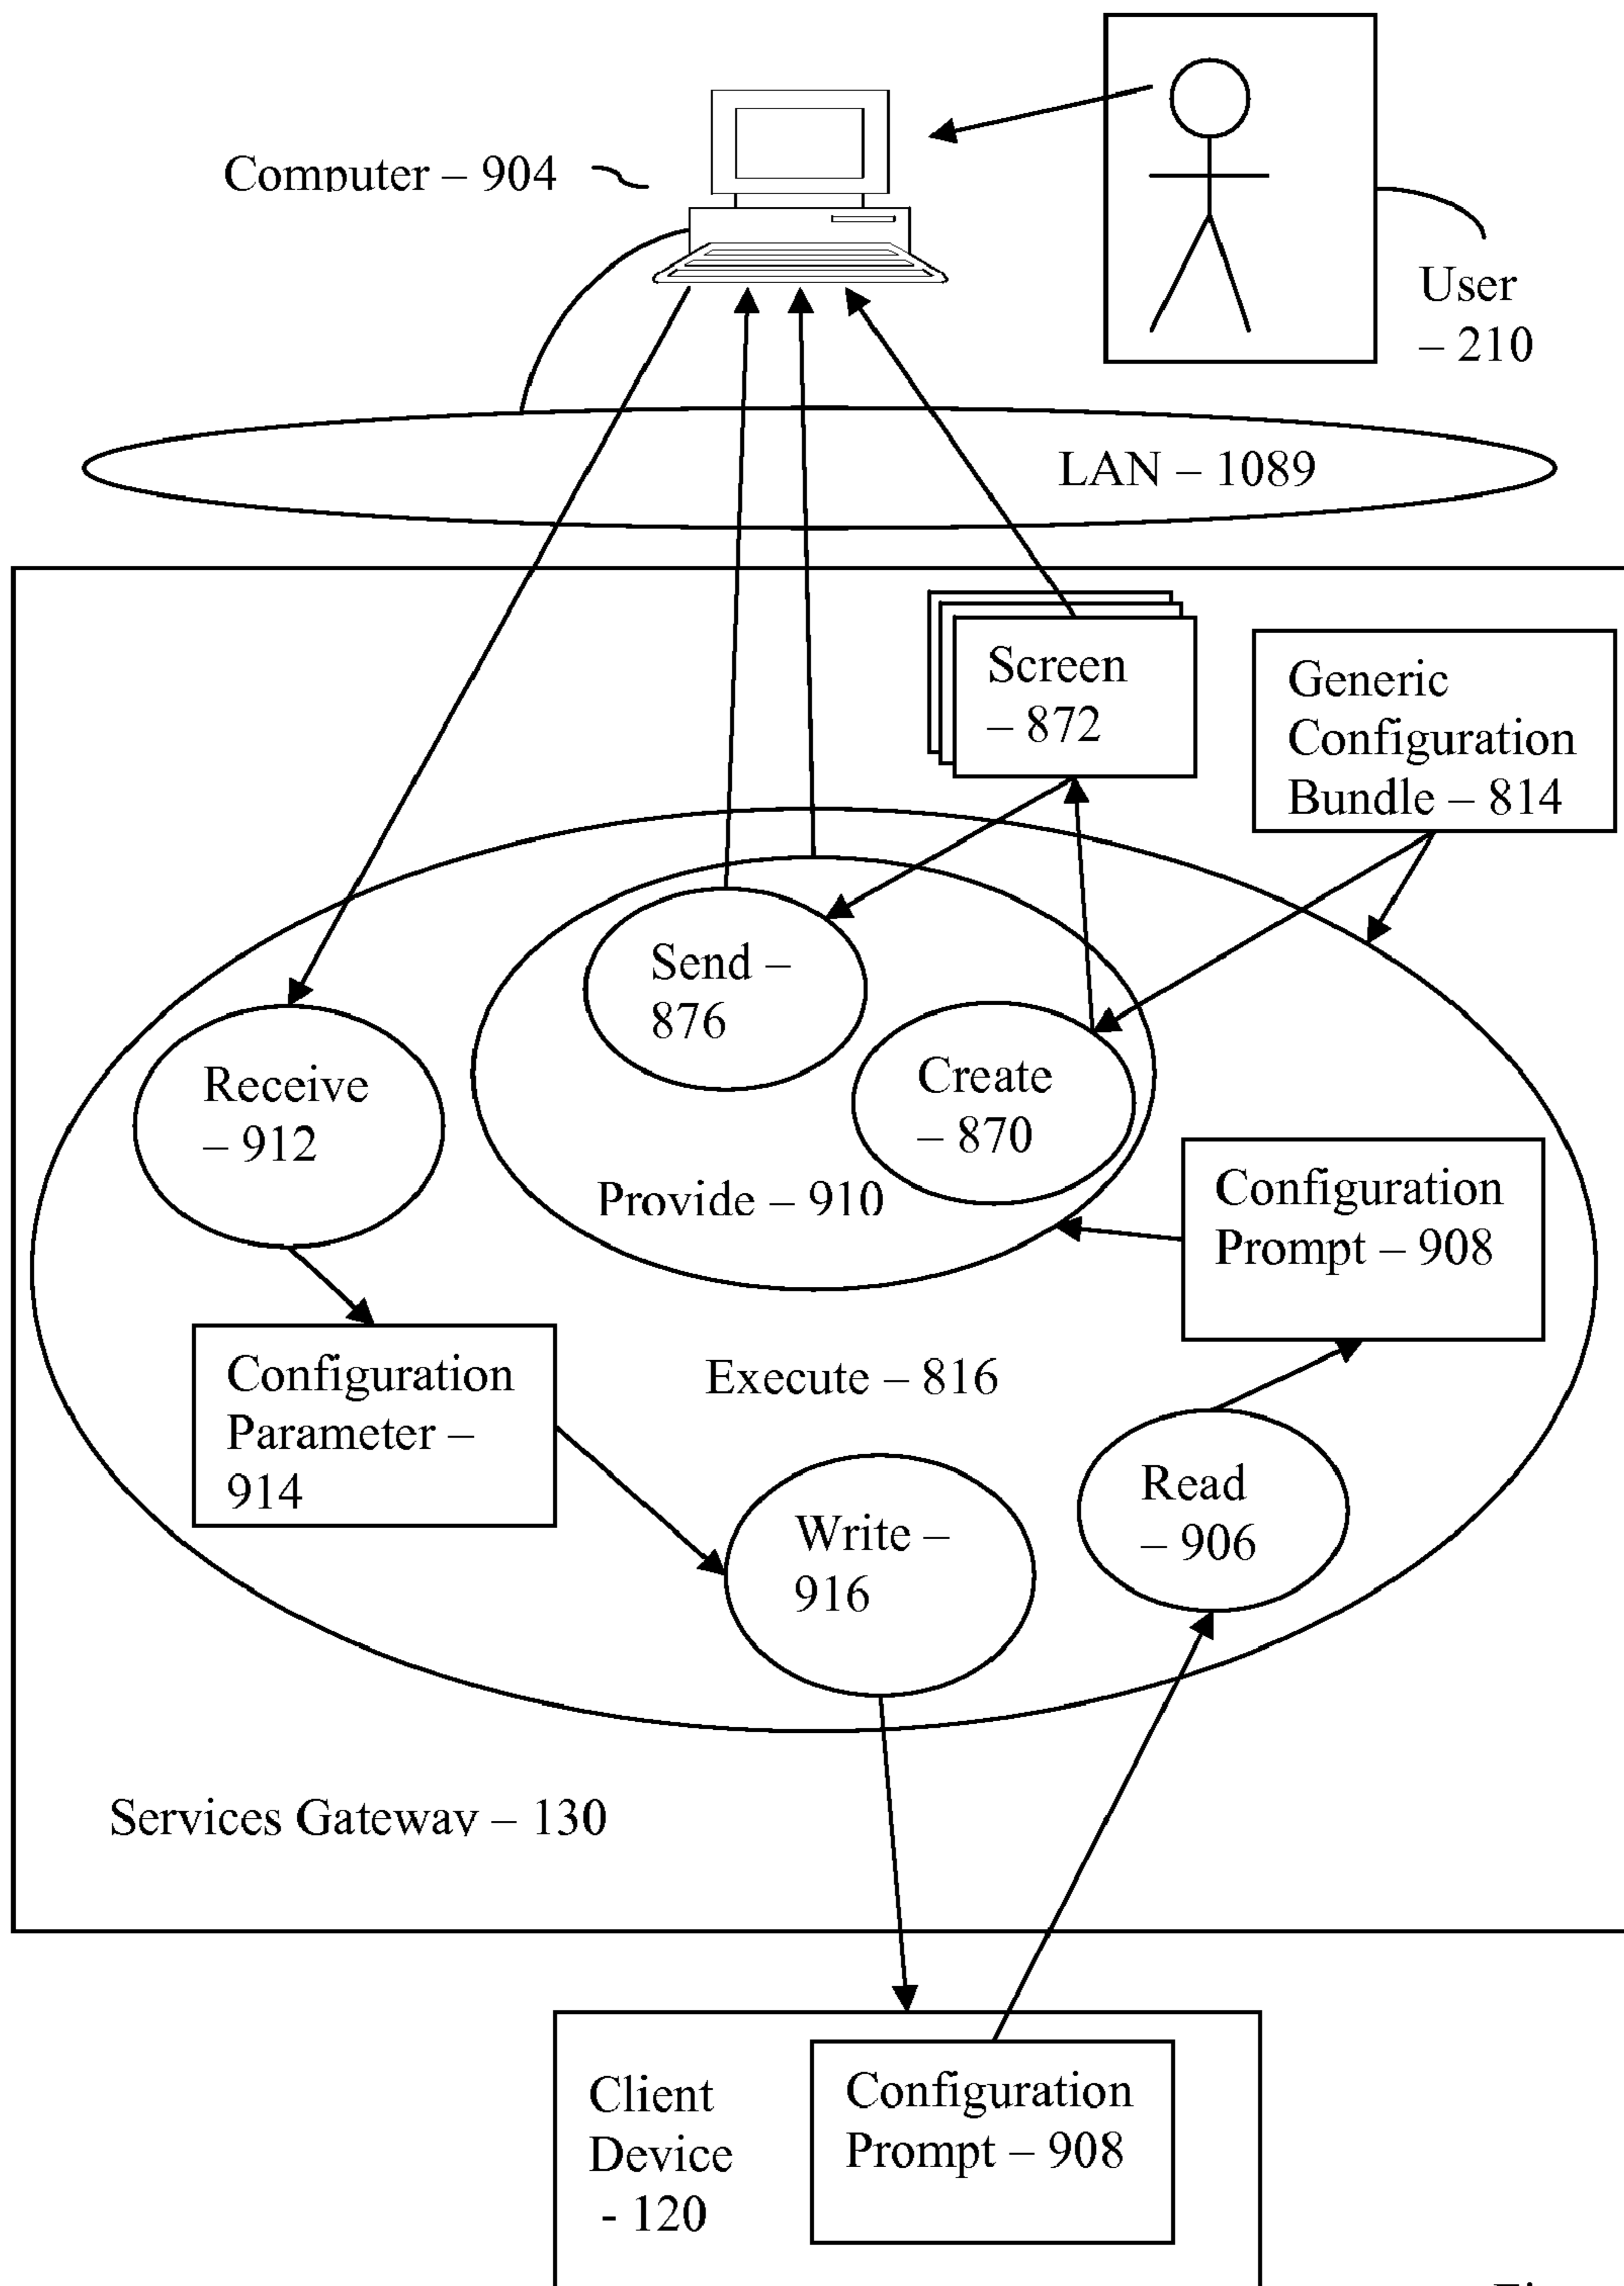 Computer – 904
User
– 210
LAN – 1089
Screen
– 872
Generic
Configuration
Bundle – 814
Send –
876
Create
– 870
Receive
– 912
Provide – 910
Configuration
Prompt – 908
Configuration
Parameter –
914
Execute – 816
Write –
916
Read
– 906
Services Gateway – 130
Client
Device
- 120
Configuration
Prompt – 908